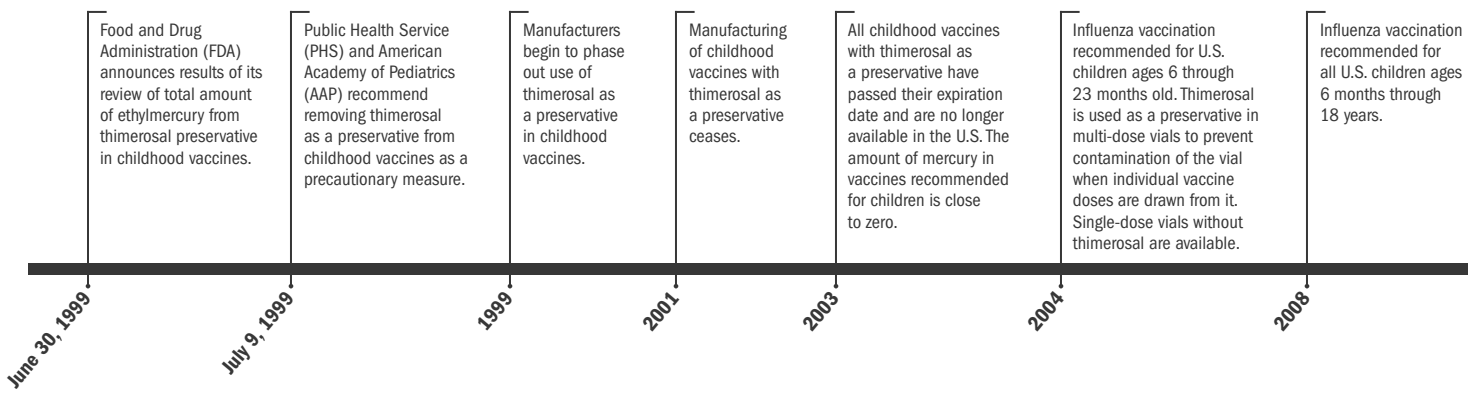 Food and Drug
Administration (FDA)
announces results of its
review of total amount
of ethylmercury from
thimerosal preservative
in childhood vaccines.
Public Health Service
(PHS) and American
Academy of Pediatrics
(AAP) recommend
removing thimerosal
as a preservative from
childhood vaccines as a
precautionary measure.
Manufacturers
begin to phase
out use of
thimerosal as
a preservative
in childhood
vaccines.
Manufacturing
of childhood
vaccines with
thimerosal as
a preservative
ceases.
All childhood vaccines
with thimerosal as
a preservative have
passed their expiration
date and are no longer
available in the U.S. The
amount of mercury in
vaccines recommended
for children is close
to zero.
Influenza vaccination
recommended for U.S.
children ages 6 through
23 months old. Thimerosal
is used as a preservative in
multi-dose vials to prevent
contamination of the vial
when individual vaccine
doses are drawn from it.
Single-dose vials without
thimerosal are available.
Influenza vaccination
recommended for
all U.S. children ages
6 months through
18 years.
June 30, 1999
July 9, 1999
1999
2001
2003
2004
2008